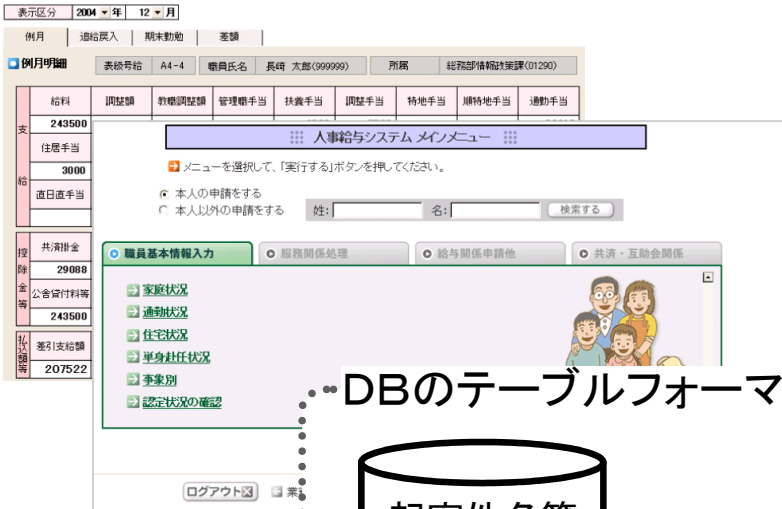 表示区分 2004 年 12 月
例月 追給戻入 期末勤勉 差額
例月明細 表級号給 A4-4 職員氏名 長崎 太郎(999999) 所属 総務部情報政策課(01290)
給料 調整額 教職調整額 管理職手当 扶養手当 調整手当 特地手当 順特地手当 通勤手当
支給
243500
住居手当
3000
直日直手当
控除金等
共済掛金
29088
公舎貸付料等
243500
払込額等
差引支給額
207522
人事給与システム メインメニュー
メニューを選択して、「実行する」ボタンを押してください。
本人の申請をする
本人以外の申請をする 姓: 名: 検索する
職員基本情報入力 服務関係処理 給与関係申請他 共済・互助会関係
家庭状況
通勤状況
住宅状況
単身赴任状況
事象別
認定状況の確認
ログアウト 業
DBのテーブルフォーマ